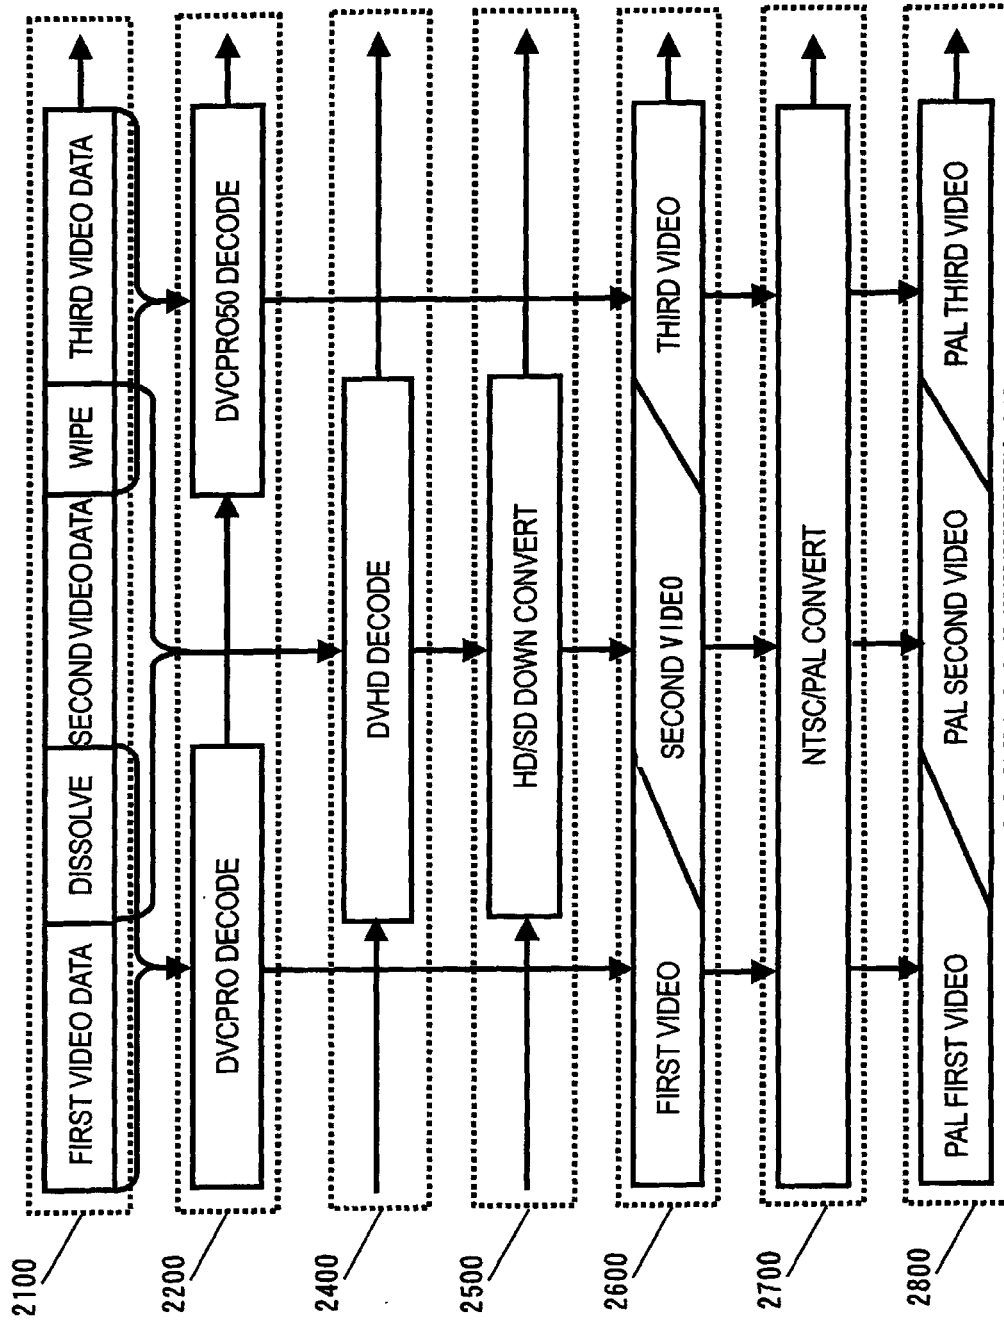 2100
FIRST VIDEO DATA
DISSOLVE
SECOND VIDEO DATA
WIPE
THIRD VIDEO DATA
2200
DVCPRO DECODE
DVCPRO50 DECODE
2400
DVHD DECODE
2500
HD/SD DOWN CONVERT
2600
FIRST VIDEO
SECOND VIDEO
THIRD VIDEO
2700
NTSC/PAL CONVERT
2800
PAL FIRST VIDEO
PAL SECOND VIDEO
PAL THIRD VIDEO